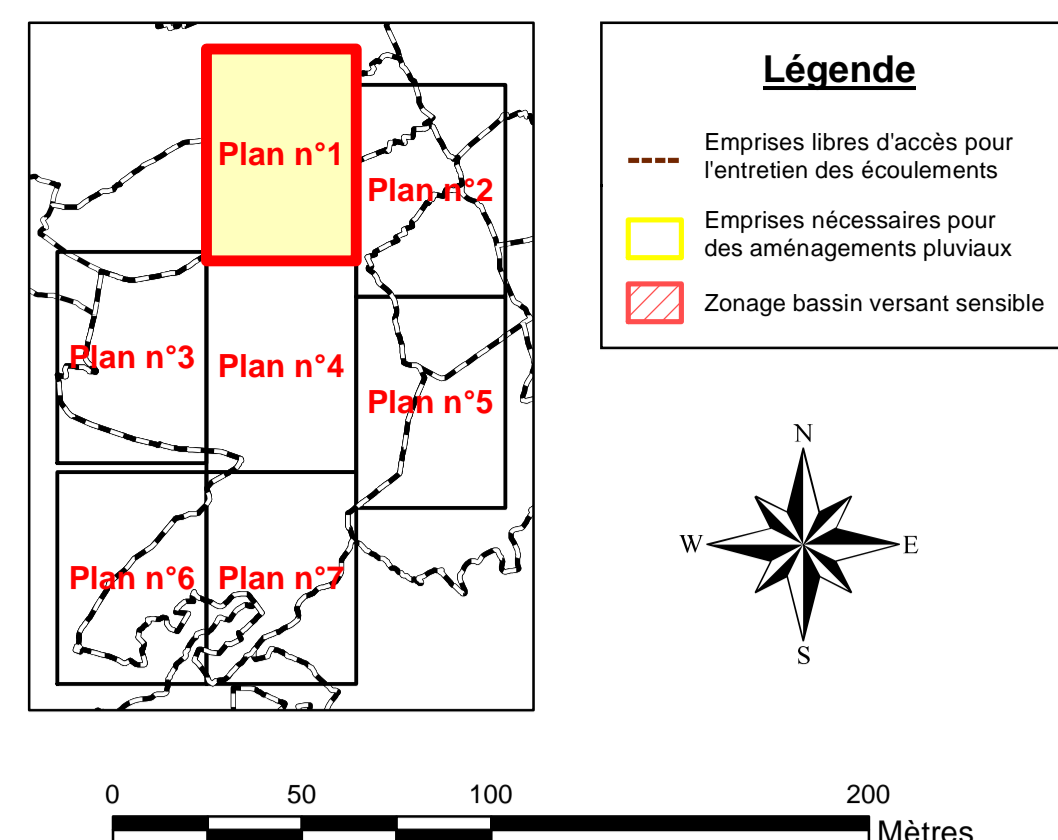 Plan n°1
Plan n°2
Plan n°3
Plan n°4
Plan n°5
Plan n°6
Plan n°7
Légende
Emprises libres d'accès pour
l'entretien des écoulements
Emprises nécessaires pour
des aménagements pluviaux
Zonage bassin versant sensible
N
W
E
S
0 50 100 200
Mètres